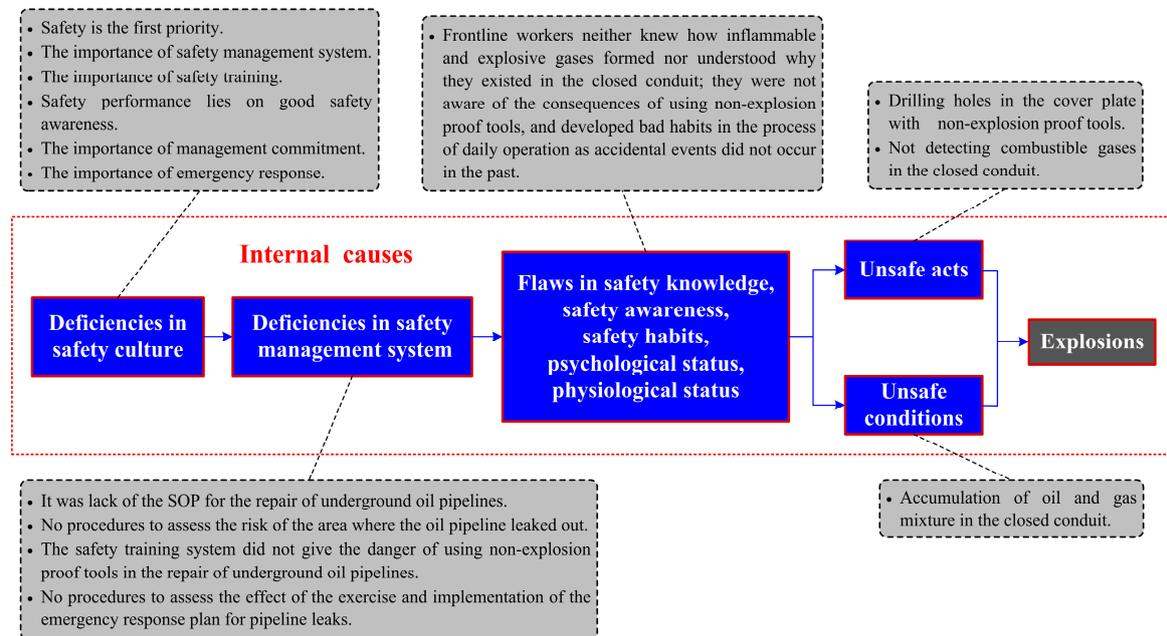 • Safety is the first priority.
• The importance of safety management system.
• The importance of safety training.
• Safety performance lies on good safety
awareness.
• The importance of management commitment.
• The importance of emergency response.
• Frontline workers neither knew how inflammable
and explosive gases formed nor understood why
they existed in the closed conduit; they were not
aware of the consequences of using non-explosion
proof tools, and developed bad habits in the process
of daily operation as accidental events did not occur
in the past.
• Drilling holes in the cover plate
with non-explosion proof tools.
• Not detecting combustible gases
in the closed conduit.
Internal causes
Deficiencies in
safety culture
Deficiencies in safety
management system
Flaws in safety knowledge,
safety awareness,
safety habits,
psychological status,
physiological status
Unsafe acts
Unsafe
conditions
Explosions
• It was lack of the SOP for the repair of underground oil pipelines.
• No procedures to assess the risk of the area where the oil pipeline leaked out.
• The safety training system did not give the danger of using non-explosion
proof tools in the repair of underground oil pipelines.
• No procedures to assess the effect of the exercise and implementation of the
emergency response plan for pipeline leaks.
• Accumulation of oil and gas
mixture in the closed conduit.